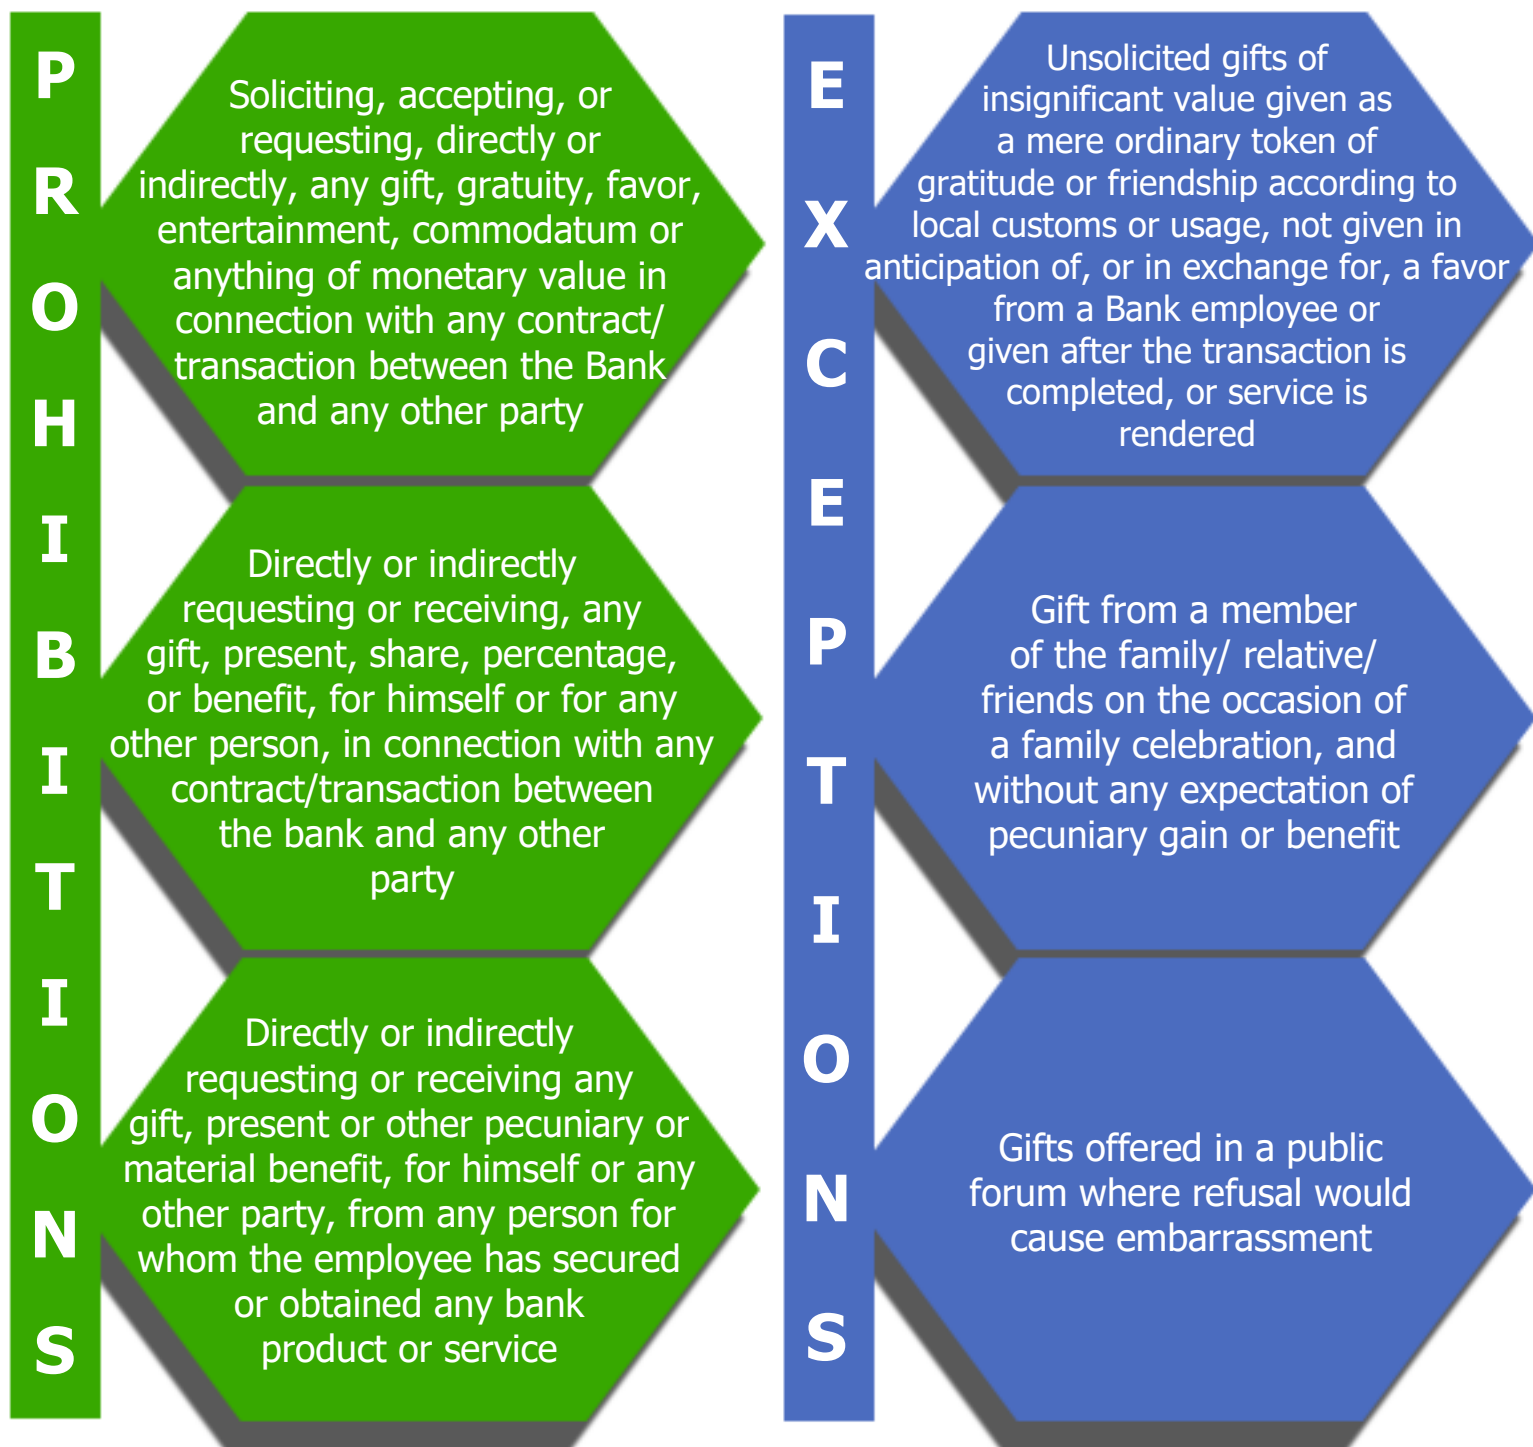 PROHIBITIONS
Soliciting, accepting, or
requesting, directly or
indirectly, any gift, gratuity, favor,
entertainment, commodatum or
anything of monetary value in
connection with any contract/
transaction between the Bank
and any other party
Directly or indirectly
requesting or receiving, any
gift, present, share, percentage,
or benefit, for himself or for any
other person, in connection with any
contract/transaction between
the bank and any other
party
Directly or indirectly
requesting or receiving any
gift, present or other pecuniary or
material benefit, for himself or any
other party, from any person for
whom the employee has secured
or obtained any bank
product or service
EXCEPTIONS
Unsolicited gifts of
insignificant value given as
a mere ordinary token of
gratitude or friendship according to
local customs or usage, not given in
anticipation of, or in exchange for, a favor
from a Bank employee or
given after the transaction is
completed, or service is
rendered
Gift from a member
of the family/ relative/
friends on the occasion of
a family celebration, and
without any expectation of
pecuniary gain or benefit
Gifts offered in a public
forum where refusal would
cause embarrassment